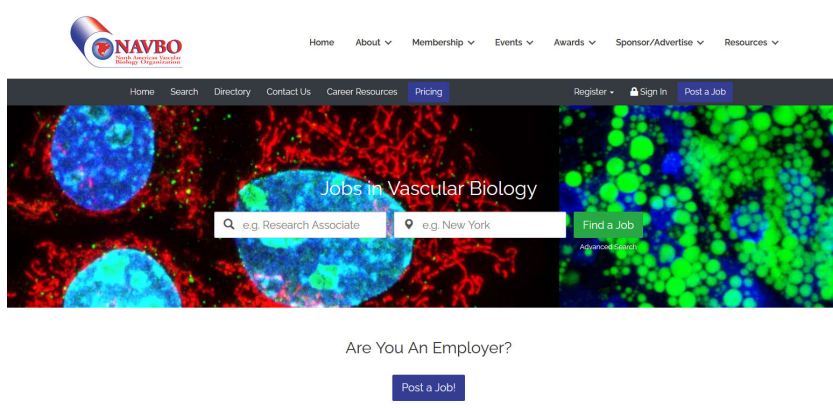 NAVBO
North American Vascular
Biology Organization
Home About Membership Events Awards Sponsor/Advertise Resources
Home Search Directory Contact Us Career Resources Pricing Register Sign In Post a Job
Jobs in Vascular Biology
e.g. Research Associate e.g. New York Find a Job
Advanced Search
Are You An Employer?
Post a Job!